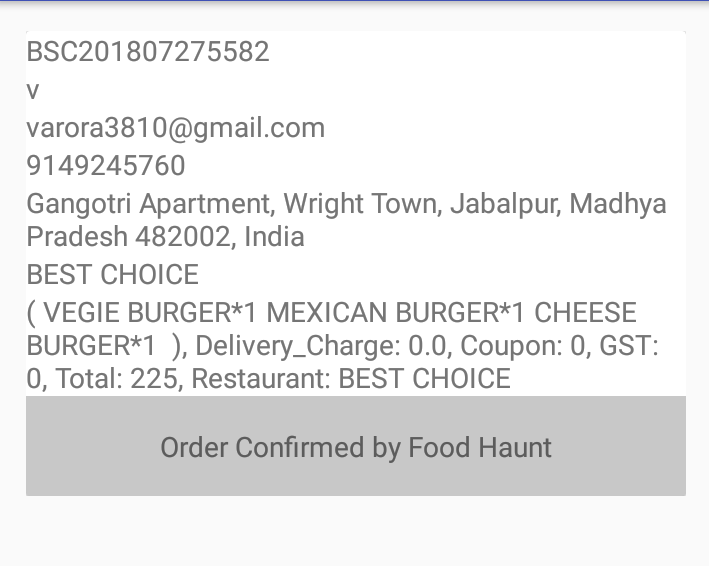 BSC201807275582
v
varora3810@gmail.com
9149245760
Gangotri Apartment, Wright Town, Jabalpur, Madhya
Pradesh 482002, India
BEST CHOICE
( VEGIE BURGER*1 MEXICAN BURGER*1 CHEESE
BURGER*1  ), Delivery_Charge: 0.0, Coupon: 0, GST:
0, Total: 225, Restaurant: BEST CHOICE
Order Confirmed by Food Haunt